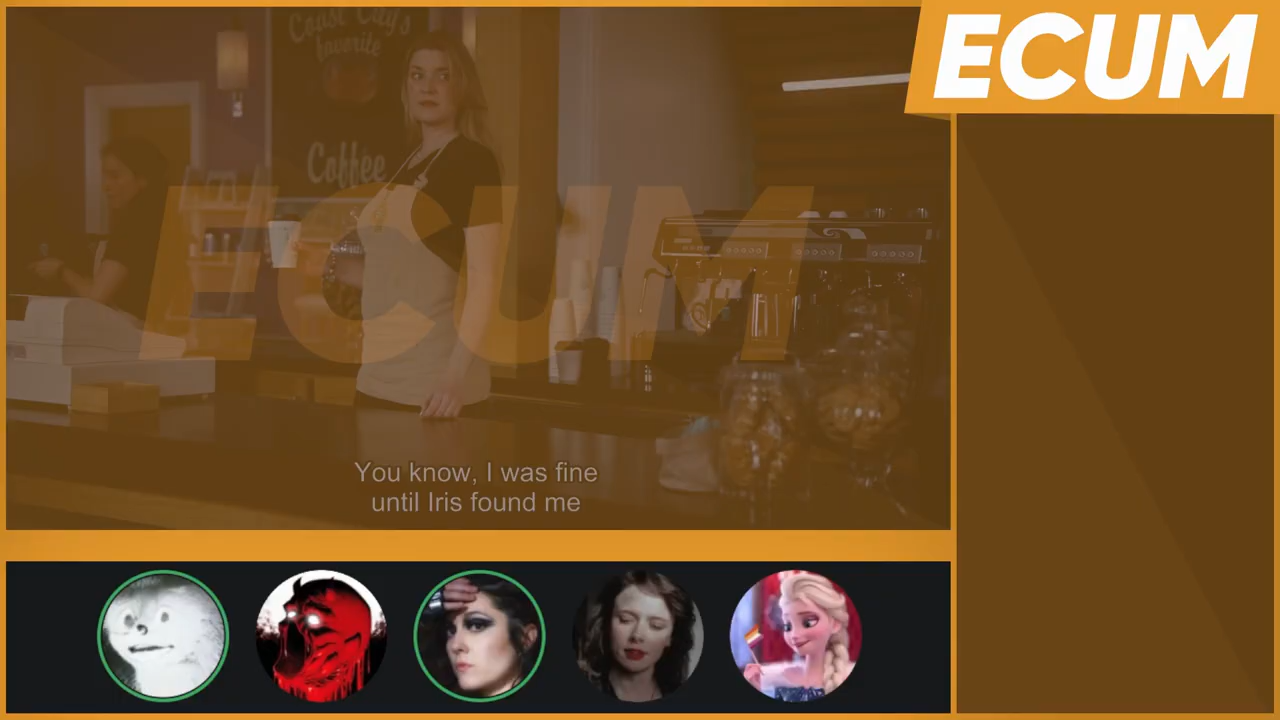 ECUM
Coast City's
favorite
Coffee
ECUM
You know, I was fine
until Iris found me